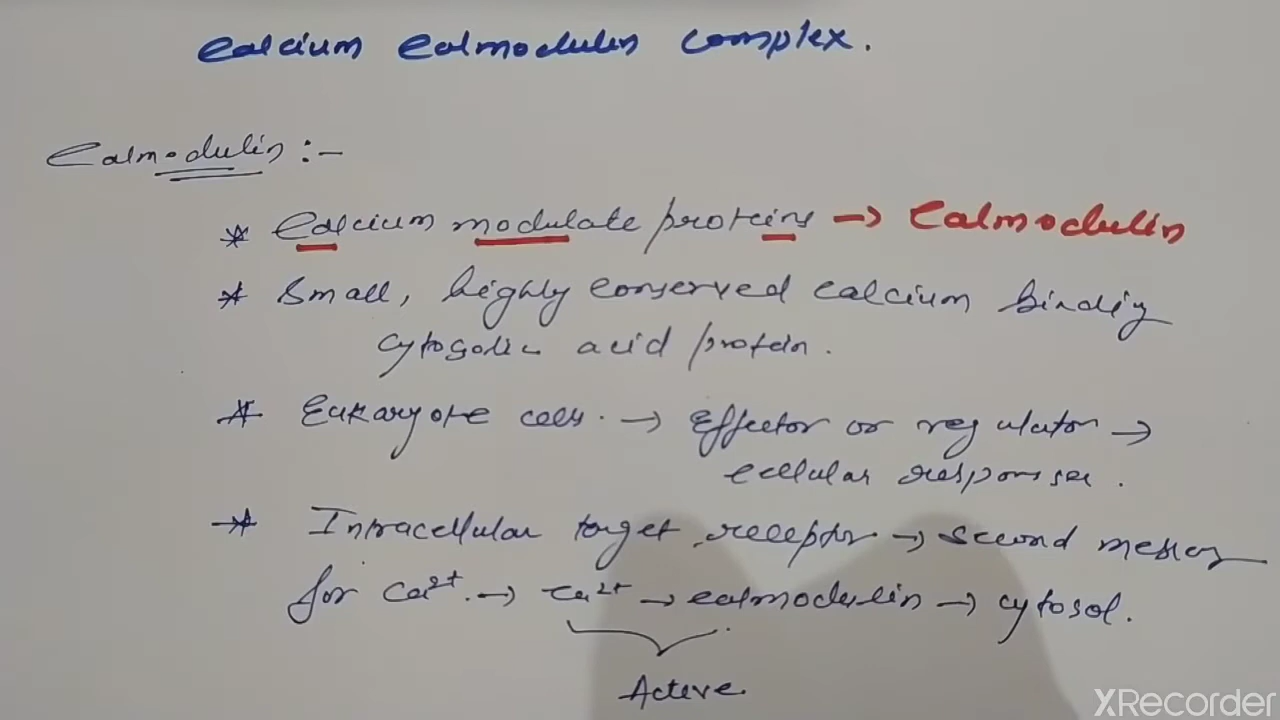 Calcium Calmodulin complex.
Calmodulin :-
* Calcium modulate proteins → Calmodulin
* Small, highly conserved calcium binding
cytosolic acid protein.
* Eukaryote cells. → Effector or regulator →
cellular responses.
* Intracellular target receptor → second
for Ca²⁺. → Ca²⁺ → calmodulin → cytosol.
Active
XRecorder